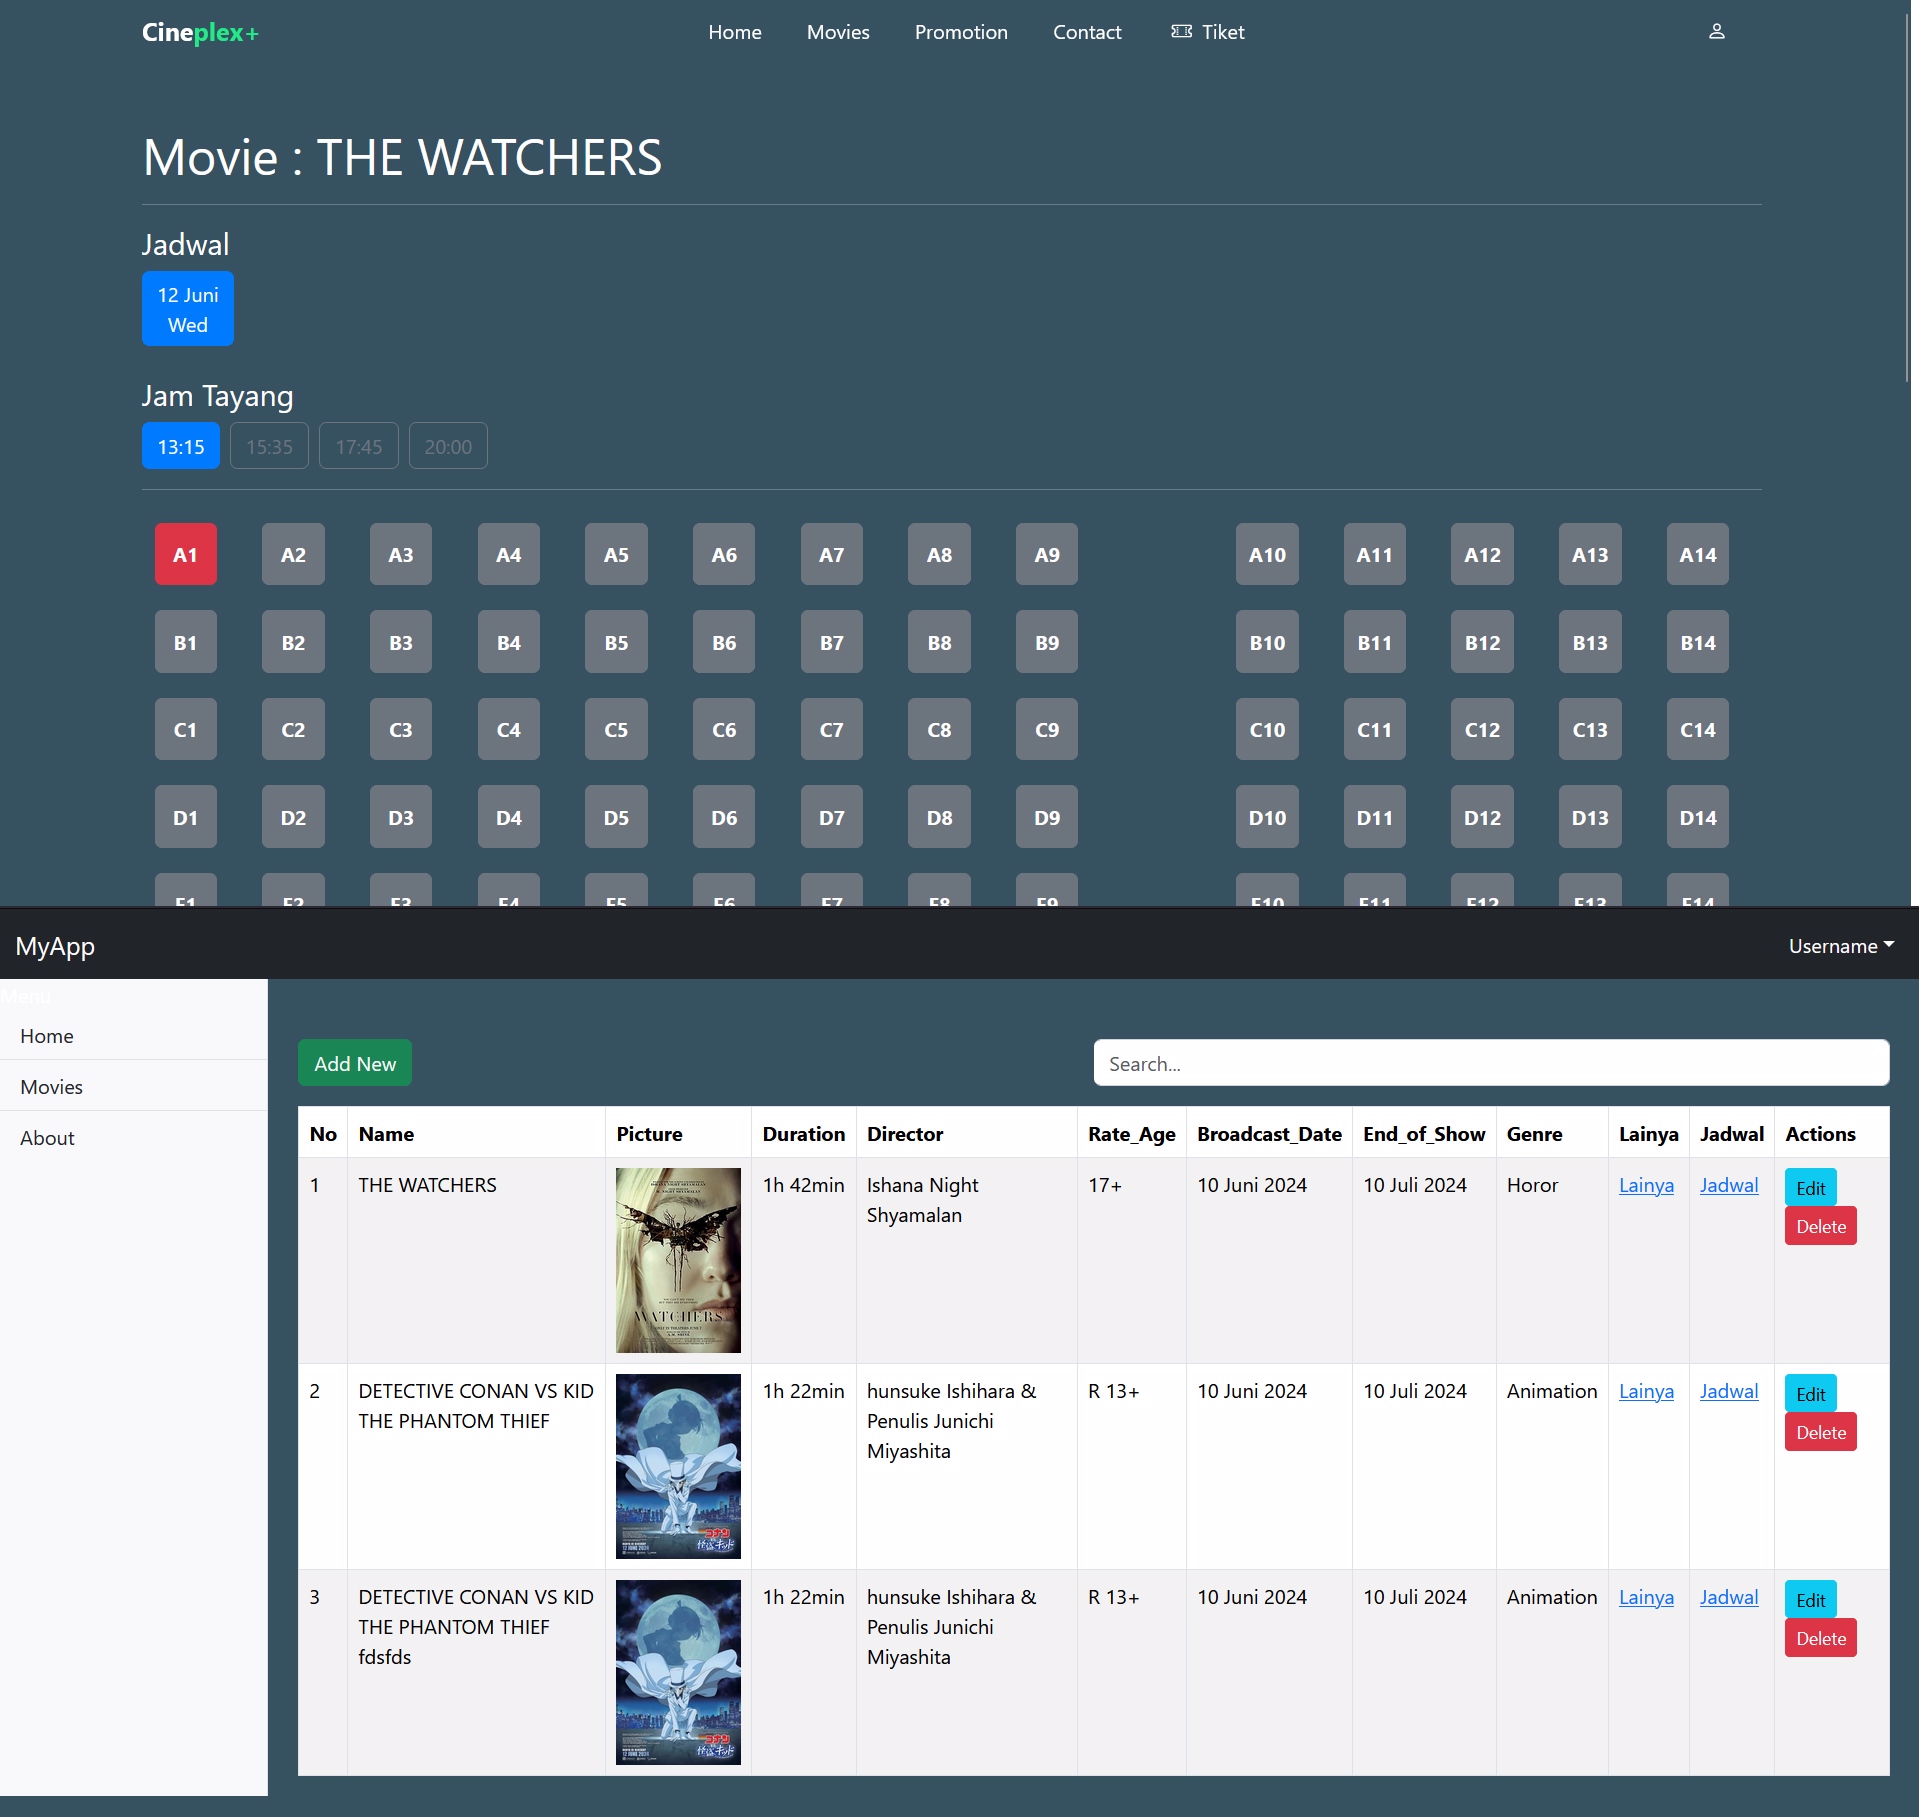 Cineplex+ Home Movies Promotion Contact Tiket
Movie : THE WATCHERS
Jadwal
12 Juni
Wed
Jam Tayang
13:15 15:35 17:45 20:00
A1 A2 A3 A4 A5 A6 A7 A8 A9 A10 A11 A12 A13 A14
B1 B2 B3 B4 B5 B6 B7 B8 B9 B10 B11 B12 B13 B14
C1 C2 C3 C4 C5 C6 C7 C8 C9 C10 C11 C12 C13 C14
D1 D2 D3 D4 D5 D6 D7 D8 D9 D10 D11 D12 D13 D14
MyApp Username
Menu
Home
Movies
About
Add New Search...
No Name Picture Duration Director Rate_Age Broadcast_Date End_of_Show Genre Lainya Jadwal Actions
1 THE WATCHERS 1h 42min Ishana Night 17+ 10 Juni 2024 10 Juli 2024 Horor Lainya Jadwal Edit
Shyamalan Delete
WATCHERS
2 DETECTIVE CONAN VS KID 1h 22min hunsuke Ishihara & R 13+ 10 Juni 2024 10 Juli 2024 Animation Lainya Jadwal Edit
THE PHANTOM THIEF Penulis Junichi Delete
Miyashita
3 DETECTIVE CONAN VS KID 1h 22min hunsuke Ishihara & R 13+ 10 Juni 2024 10 Juli 2024 Animation Lainya Jadwal Edit
THE PHANTOM THIEF Penulis Junichi Delete
fdsfds Miyashita